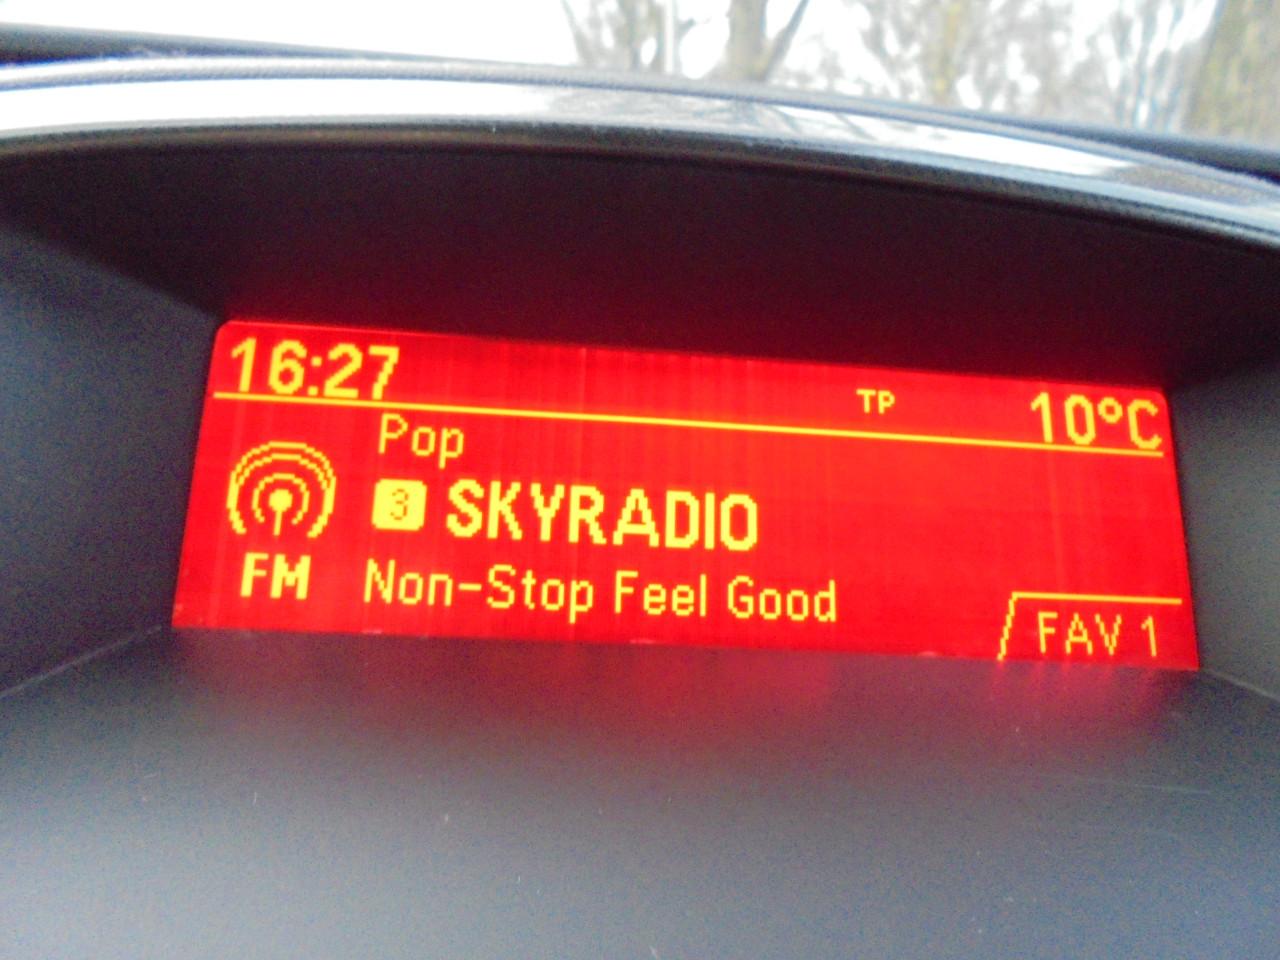 16:27 TP 10°C
Pop
3 SKYRADIO
FM Non-Stop Feel Good
FAV 1